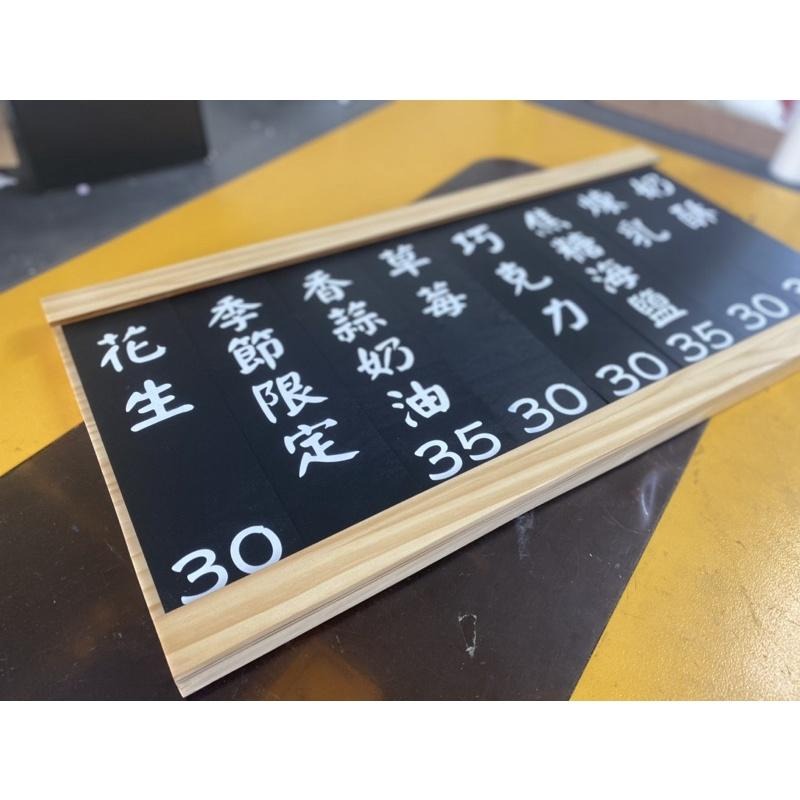 奶酥
煉乳 30
焦糖海鹽 35
巧克力 30
草莓 30
香蒜奶油 35
季節限定
花生 30